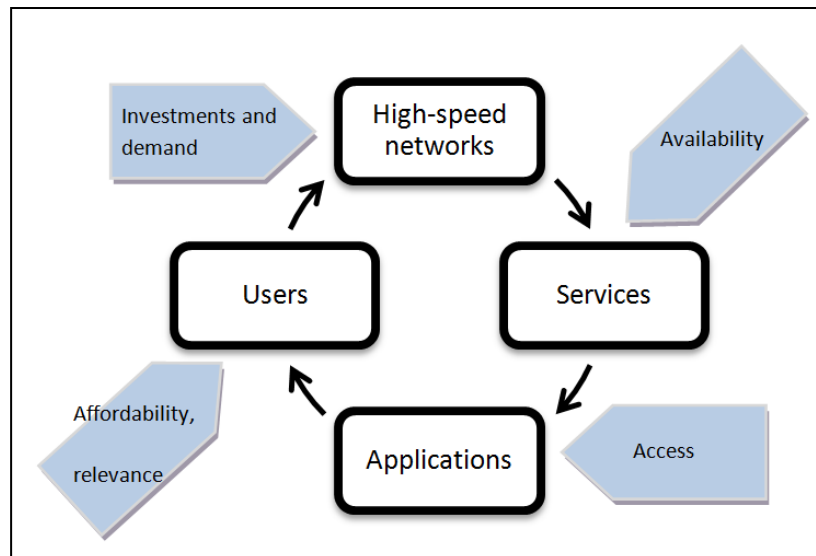 Investments and
demand
High-speed
networks
Availability
Users
Services
Affordability,
relevance
Applications
Access